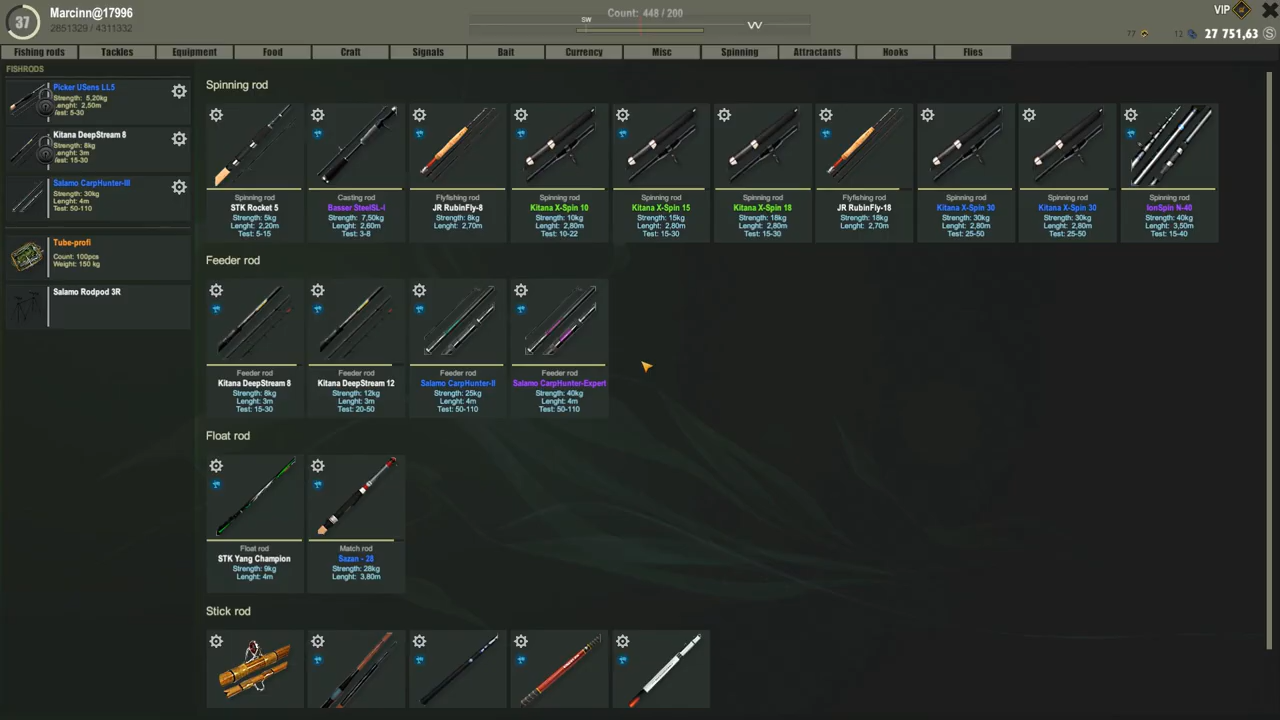 37
Marcinn@17996
2851329 / 4311332
Count: 448 / 200
SW
W
VIP
77
12
27 751,63
Fishing rods
Tackles
Equipment
Food
Craft
Signals
Bait
Currency
Misc
Spinning
Attractants
Hooks
Flies
FISHRODS
Picker USens LL5
Strength: 5,20kg
Lenght: 2,50m
Test: 5-30
Kitana DeepStream 8
Strength: 8kg
Lenght: 3m
Test: 15-30
Salamo CarpHunter-III
Strength: 30kg
Lenght: 4m
Test: 50-110
Tube-profi
Count: 100pcs
Weight: 150 kg
Salamo Rodpod 3R
Spinning rod
Spinning rod
STK Rocket 5
Strength: 5kg
Lenght: 2,20m
Test: 5-15
Casting rod
Basser SteelSL-I
Strength: 7,50kg
Lenght: 2,60m
Test: 3-8
Flyfishing rod
JR RubinFly-8
Strength: 8kg
Lenght: 2,70m
Spinning rod
Kitana X-Spin 10
Strength: 10kg
Lenght: 2,80m
Test: 10-22
Spinning rod
Kitana X-Spin 15
Strength: 15kg
Lenght: 2,80m
Test: 15-30
Spinning rod
Kitana X-Spin 18
Strength: 18kg
Lenght: 2,80m
Test: 15-30
Flyfishing rod
JR RubinFly-18
Strength: 18kg
Lenght: 2,70m
Spinning rod
Kitana X-Spin 30
Strength: 30kg
Lenght: 2,80m
Test: 25-50
Spinning rod
Kitana X-Spin 30
Strength: 30kg
Lenght: 2,80m
Test: 25-50
Spinning rod
IonSpin N-40
Strength: 40kg
Lenght: 3,50m
Test: 15-40
Feeder rod
Feeder rod
Kitana DeepStream 8
Strength: 8kg
Lenght: 3m
Test: 15-30
Feeder rod
Kitana DeepStream 12
Strength: 12kg
Lenght: 3m
Test: 20-50
Feeder rod
Salamo CarpHunter-II
Strength: 25kg
Lenght: 4m
Test: 50-110
Feeder rod
Salamo CarpHunter-Expert
Strength: 40kg
Lenght: 4m
Test: 50-110
Float rod
Float rod
STK Yang Champion
Strength: 9kg
Lenght: 4m
Match rod
Sazan - 28
Strength: 28kg
Lenght: 3,80m
Stick rod